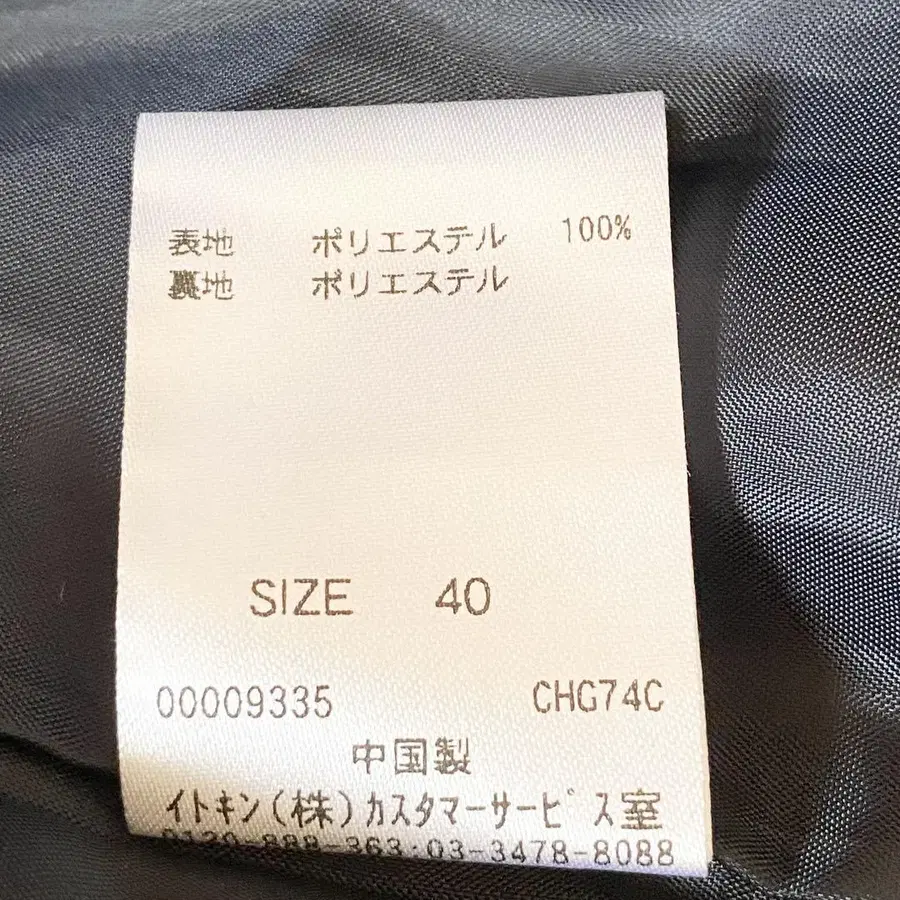 表地 ポリエステル 100%
裏地 ポリエステル
SIZE 40
00009335 CHG74C
中国製
イトキン(株)カスタマーサービス室
0120-888-363・03-3478-8088